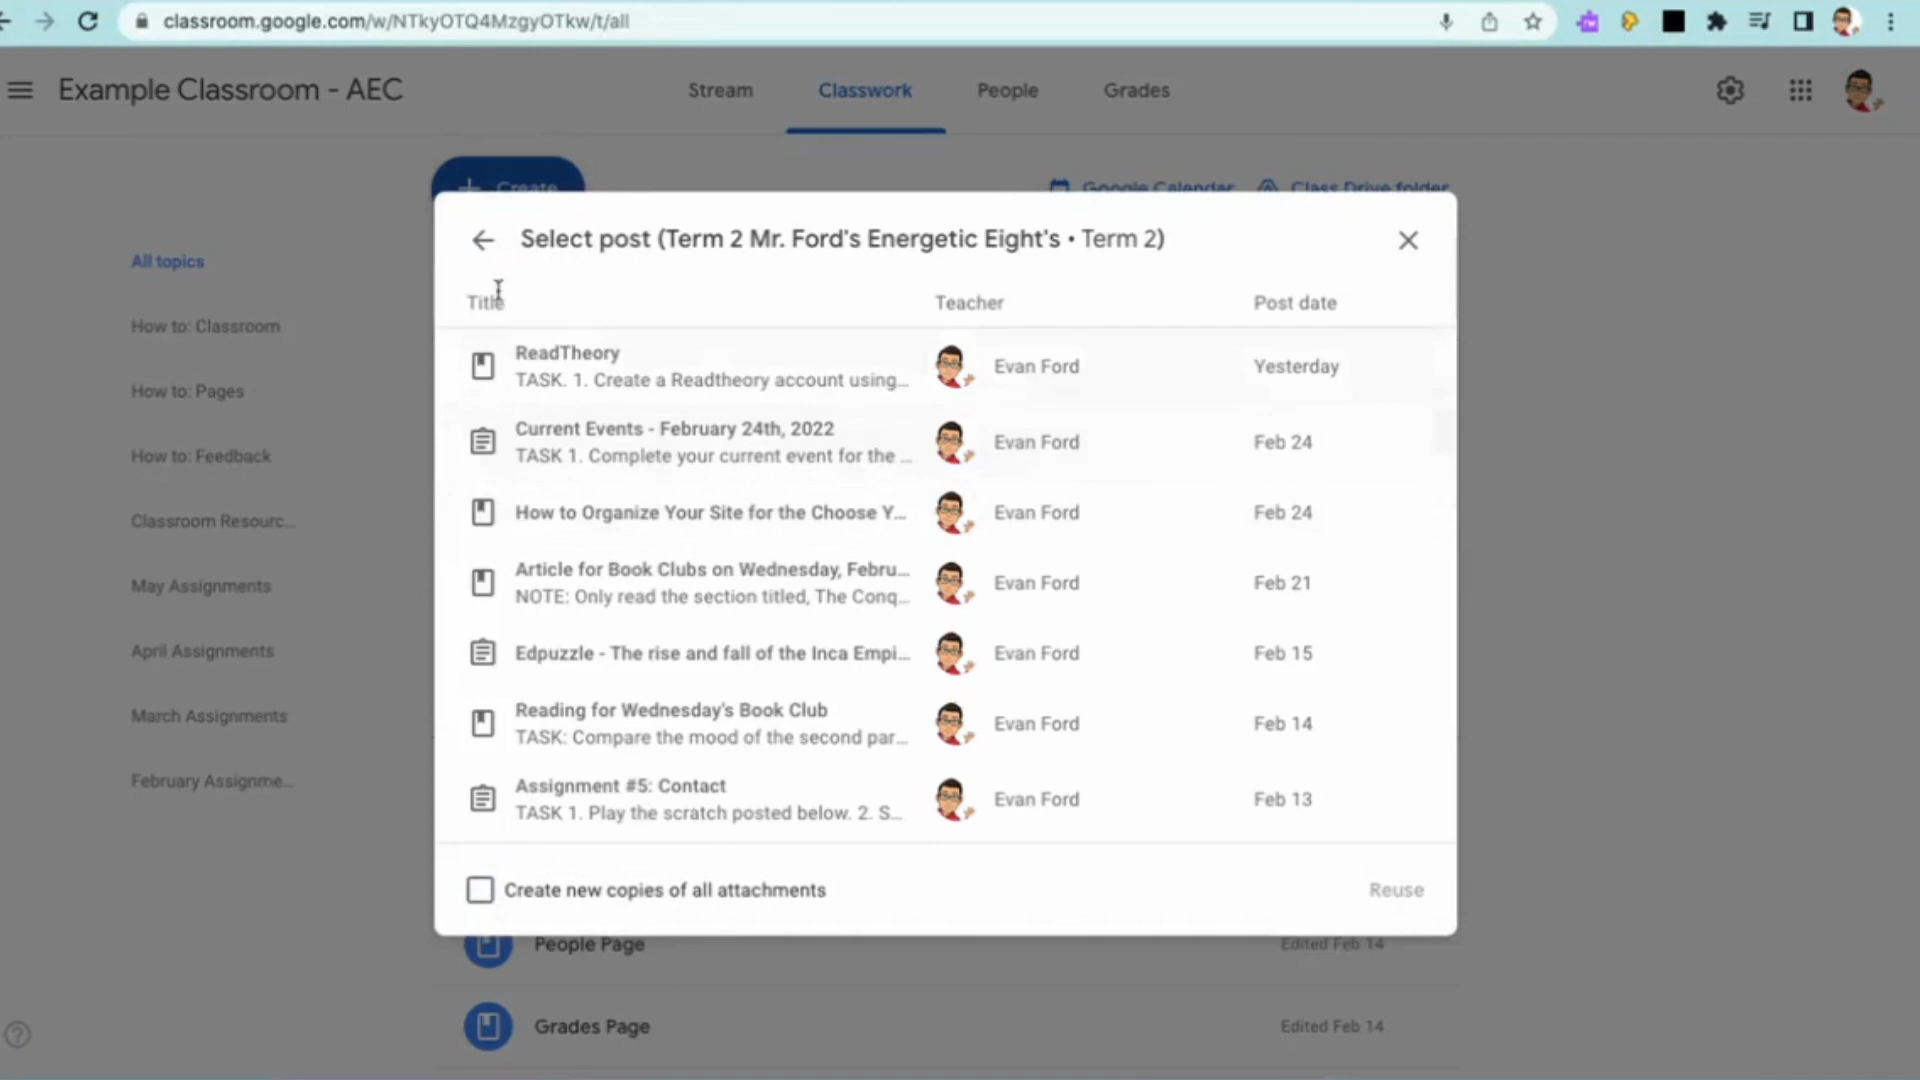 classroom.google.com/w/NTkyOTQ4MzgyOTkw/t/all
Example Classroom - AEC
Stream
Classwork
People
Grades
Create
Google Calendar
Class Drive folder
All topics
How to: Classroom
How to: Pages
How to: Feedback
Classroom Resourc...
May Assignments
April Assignments
March Assignments
February Assignme...
Select post (Term 2 Mr. Ford's Energetic Eight's • Term 2)
Title
Teacher
Post date
ReadTheory
TASK. 1. Create a Readtheory account using...
Evan Ford
Yesterday
Current Events - February 24th, 2022
TASK 1. Complete your current event for the ...
Evan Ford
Feb 24
How to Organize Your Site for the Choose Y...
Evan Ford
Feb 24
Article for Book Clubs on Wednesday, Febru...
NOTE: Only read the section titled, The Conq...
Evan Ford
Feb 21
Edpuzzle - The rise and fall of the Inca Empi...
Evan Ford
Feb 15
Reading for Wednesday's Book Club
TASK: Compare the mood of the second par...
Evan Ford
Feb 14
Assignment #5: Contact
TASK 1. Play the scratch posted below. 2. S...
Evan Ford
Feb 13
Create new copies of all attachments
Reuse
People Page
Edited Feb 14
Grades Page
Edited Feb 14